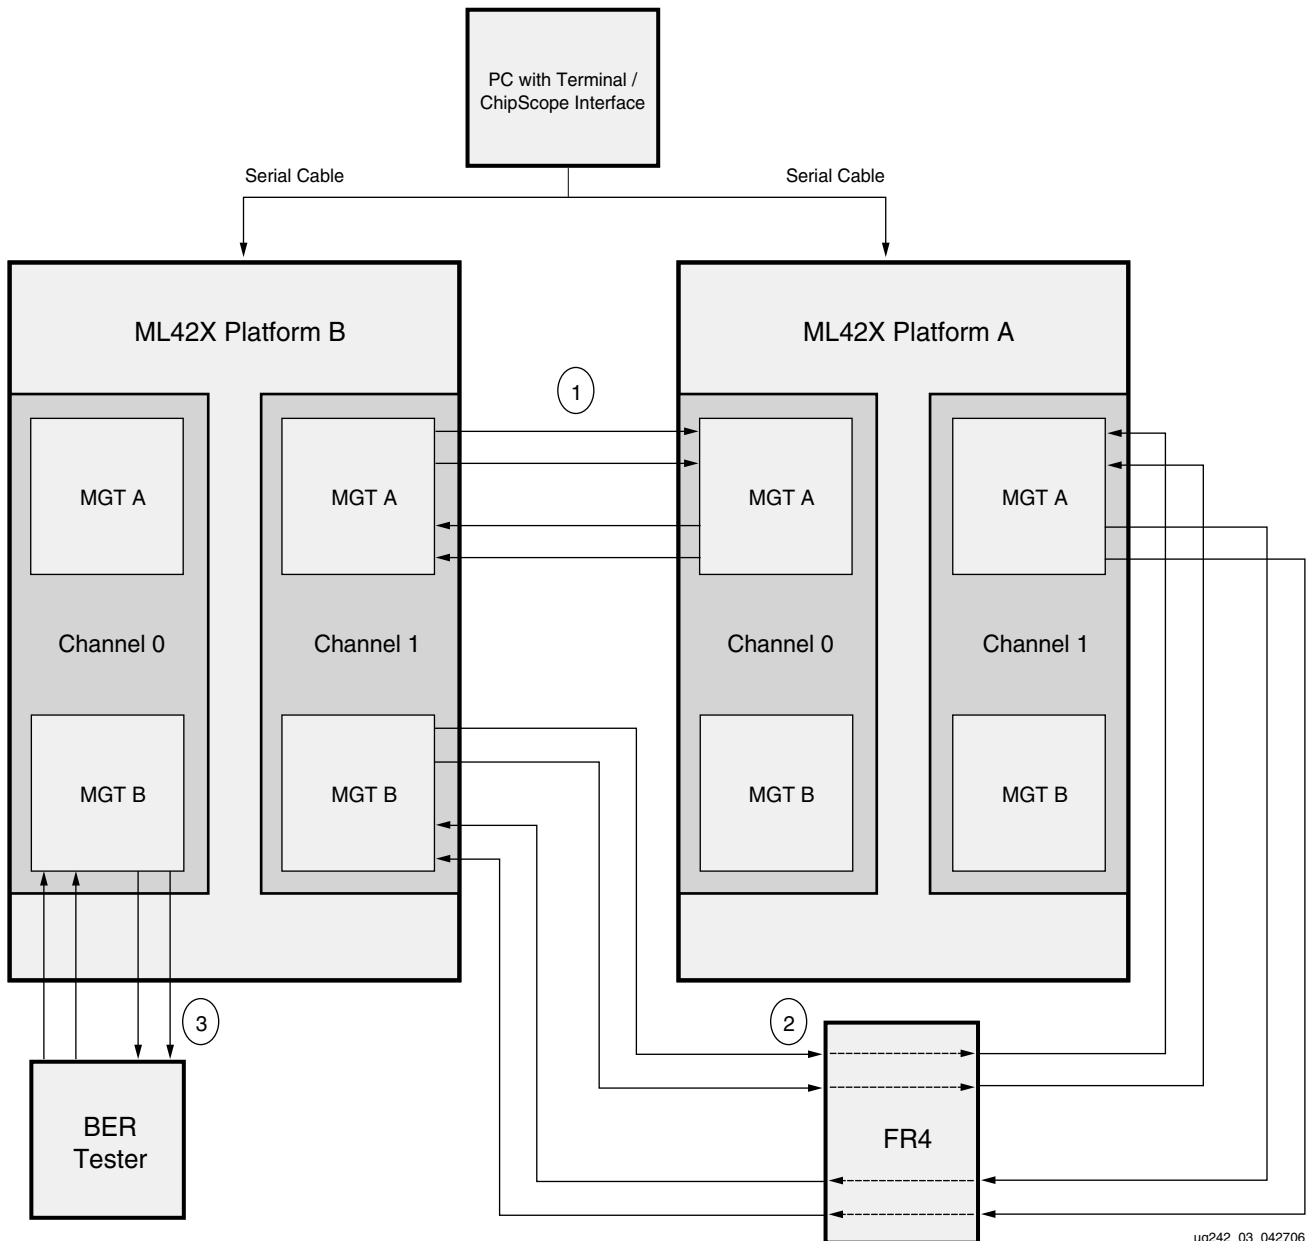 PC with Terminal /
ChipScope Interface
Serial Cable
Serial Cable
ML42X Platform B
ML42X Platform A
1
MGT A
MGT A
MGT A
MGT A
Channel 0
Channel 1
Channel 0
Channel 1
MGT B
MGT B
MGT B
MGT B
3
2
BER
Tester
FR4
ug242_03_042706